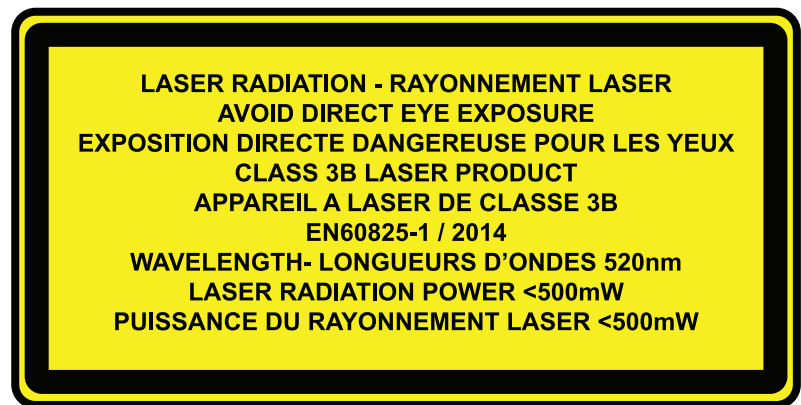 LASER RADIATION - RAYONNEMENT LASER
AVOID DIRECT EYE EXPOSURE
EXPOSITION DIRECTE DANGEREUSE POUR LES YEUX
CLASS 3B LASER PRODUCT
APPAREIL A LASER DE CLASSE 3B
EN60825-1 / 2014
WAVELENGTH- LONGUEURS D'ONDES 520nm
LASER RADIATION POWER <500mW
PUISSANCE DU RAYONNEMENT LASER <500mW